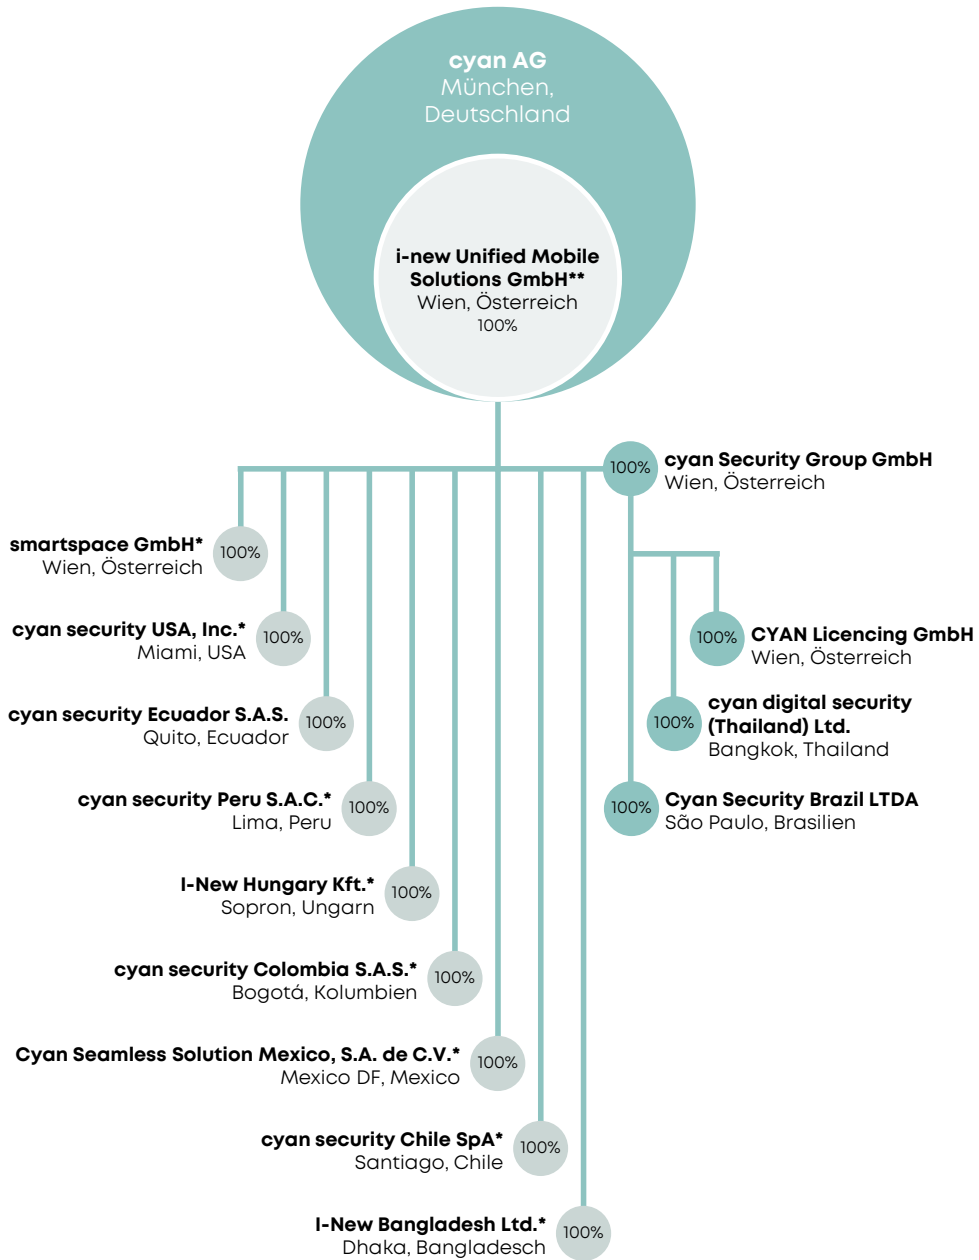 cyan AG
München,
Deutschland
i-new Unified Mobile
Solutions GmbH**
Wien, Österreich
100%
100%
cyan Security Group GmbH
Wien, Österreich
smartspace GmbH*
Wien, Österreich
100%
cyan security USA, Inc.*
Miami, USA
100%
100%
CYAN Licencing GmbH
Wien, Österreich
cyan security Ecuador S.A.S.
Quito, Ecuador
100%
100%
cyan digital security
(Thailand) Ltd.
Bangkok, Thailand
cyan security Peru S.A.C.*
Lima, Peru
100%
100%
Cyan Security Brazil LTDA
São Paulo, Brasilien
I-New Hungary Kft.*
Sopron, Ungarn
100%
cyan security Colombia S.A.S.*
Bogotá, Kolumbien
100%
Cyan Seamless Solution Mexico, S.A. de C.V.*
Mexico DF, Mexico
100%
cyan security Chile SpA*
Santiago, Chile
100%
I-New Bangladesh Ltd.*
Dhaka, Bangladesch
100%